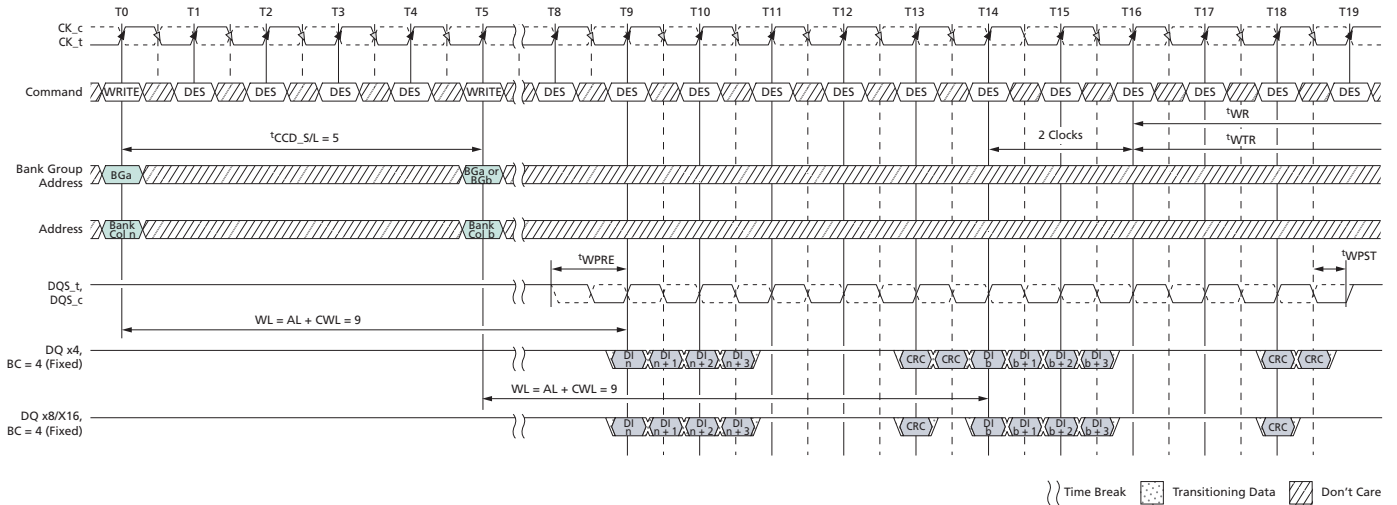 T0 T1 T2 T3 T4 T5 T8 T9 T10 T11 T12 T13 T14 T15 T16 T17 T18 T19
CK_c
CK_t
Command WRITE DES DES DES DES WRITE DES DES DES DES DES DES DES DES DES DES DES DES
tWR
tCCD_S/L = 5
2 Clocks
tWTR
Bank Group
Address
BGa
BGa or
BGb
Address
Bank
Col n
Bank
Col b
tWPRE
tWPST
DQS_t,
DQS_c
WL = AL + CWL = 9
DQ x4,
BC = 4 (Fixed)
DI
n
DI
n + 1
DI
n + 2
DI
n + 3
CRC
CRC
DI
b
DI
b + 1
DI
b + 2
DI
b + 3
CRC
CRC
WL = AL + CWL = 9
DQ x8/X16,
BC = 4 (Fixed)
DI
n
DI
n + 1
DI
n + 2
DI
n + 3
CRC
DI
b
DI
b + 1
DI
b + 2
DI
b + 3
CRC
Time Break Transitioning Data Don't Care